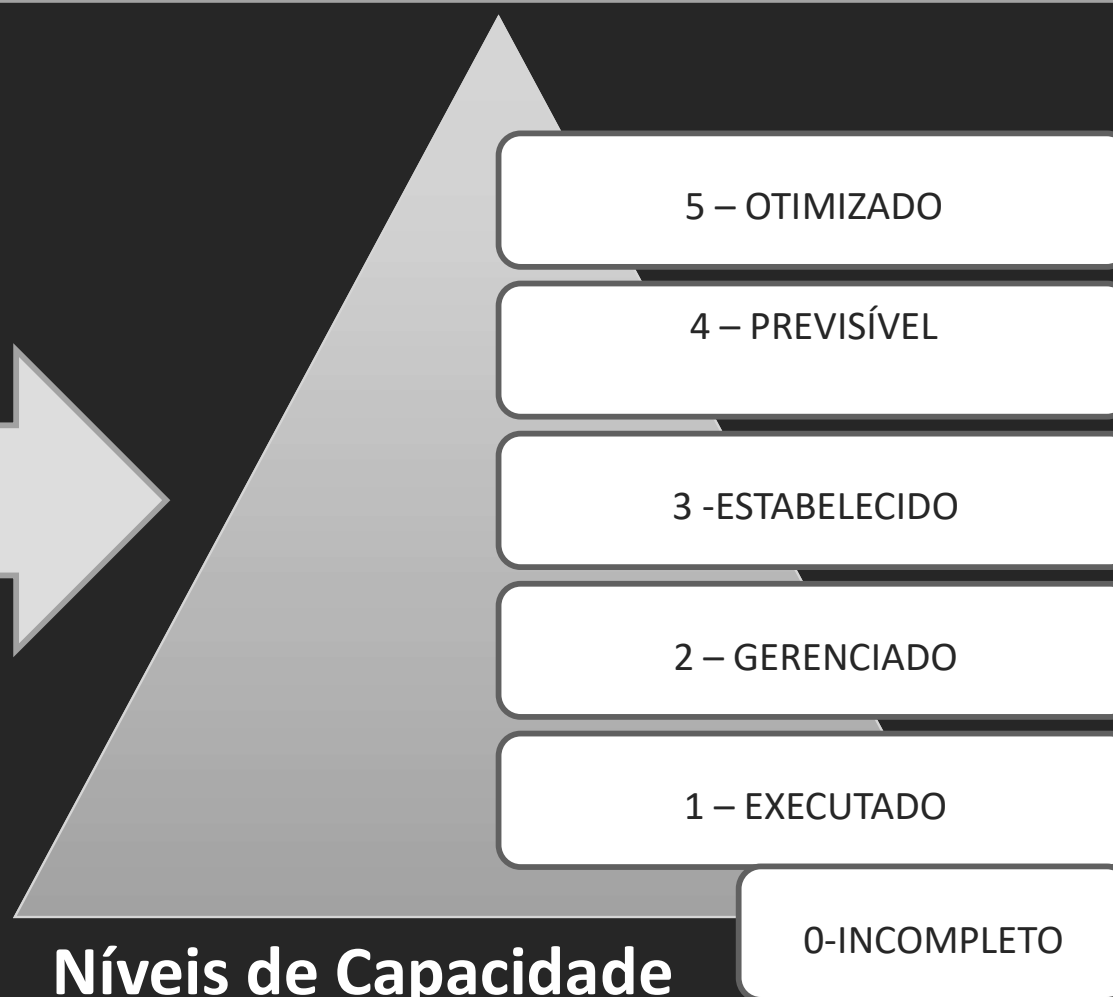 5 – OTIMIZADO
4 – PREVISÍVEL
3 -ESTABELECIDO
2 – GERENCIADO
1 – EXECUTADO
0-INCOMPLETO
Níveis de Capacidade